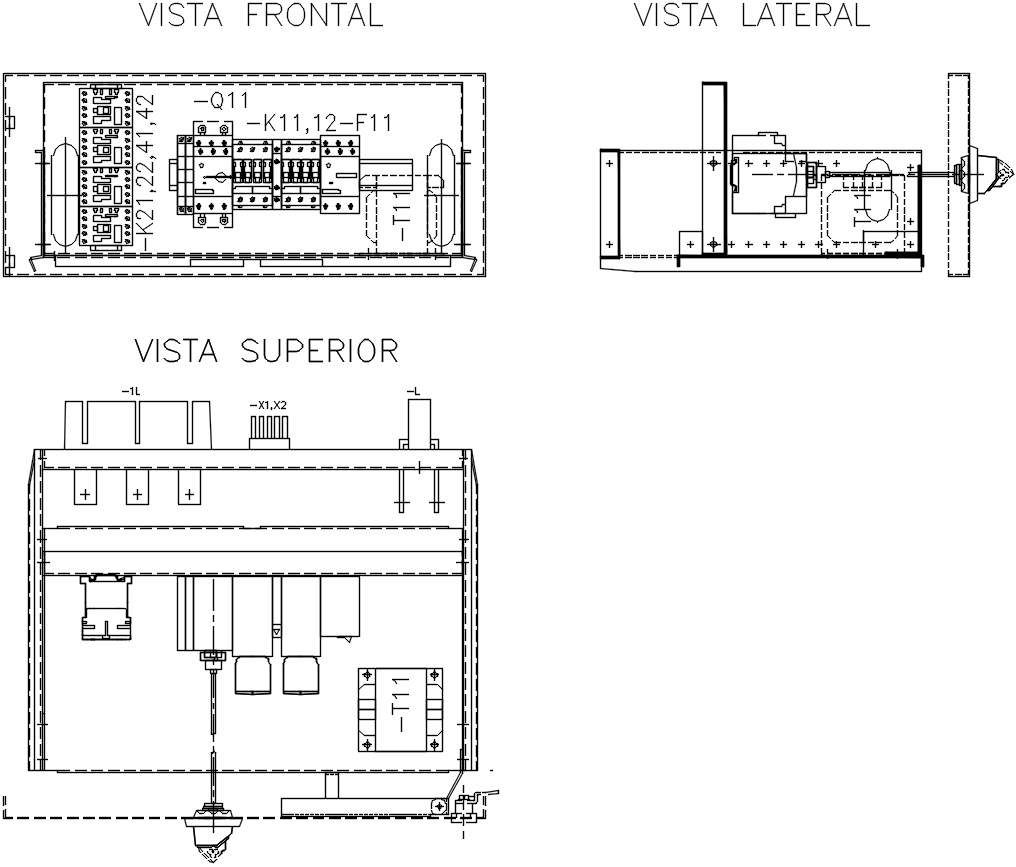 VISTA FRONTAL
VISTA LATERAL
-Q11
-K11,12-F11
-K21,22,41,42
-T11
-T11
VISTA SUPERIOR
-1L
-X1,X2
-L
-T11